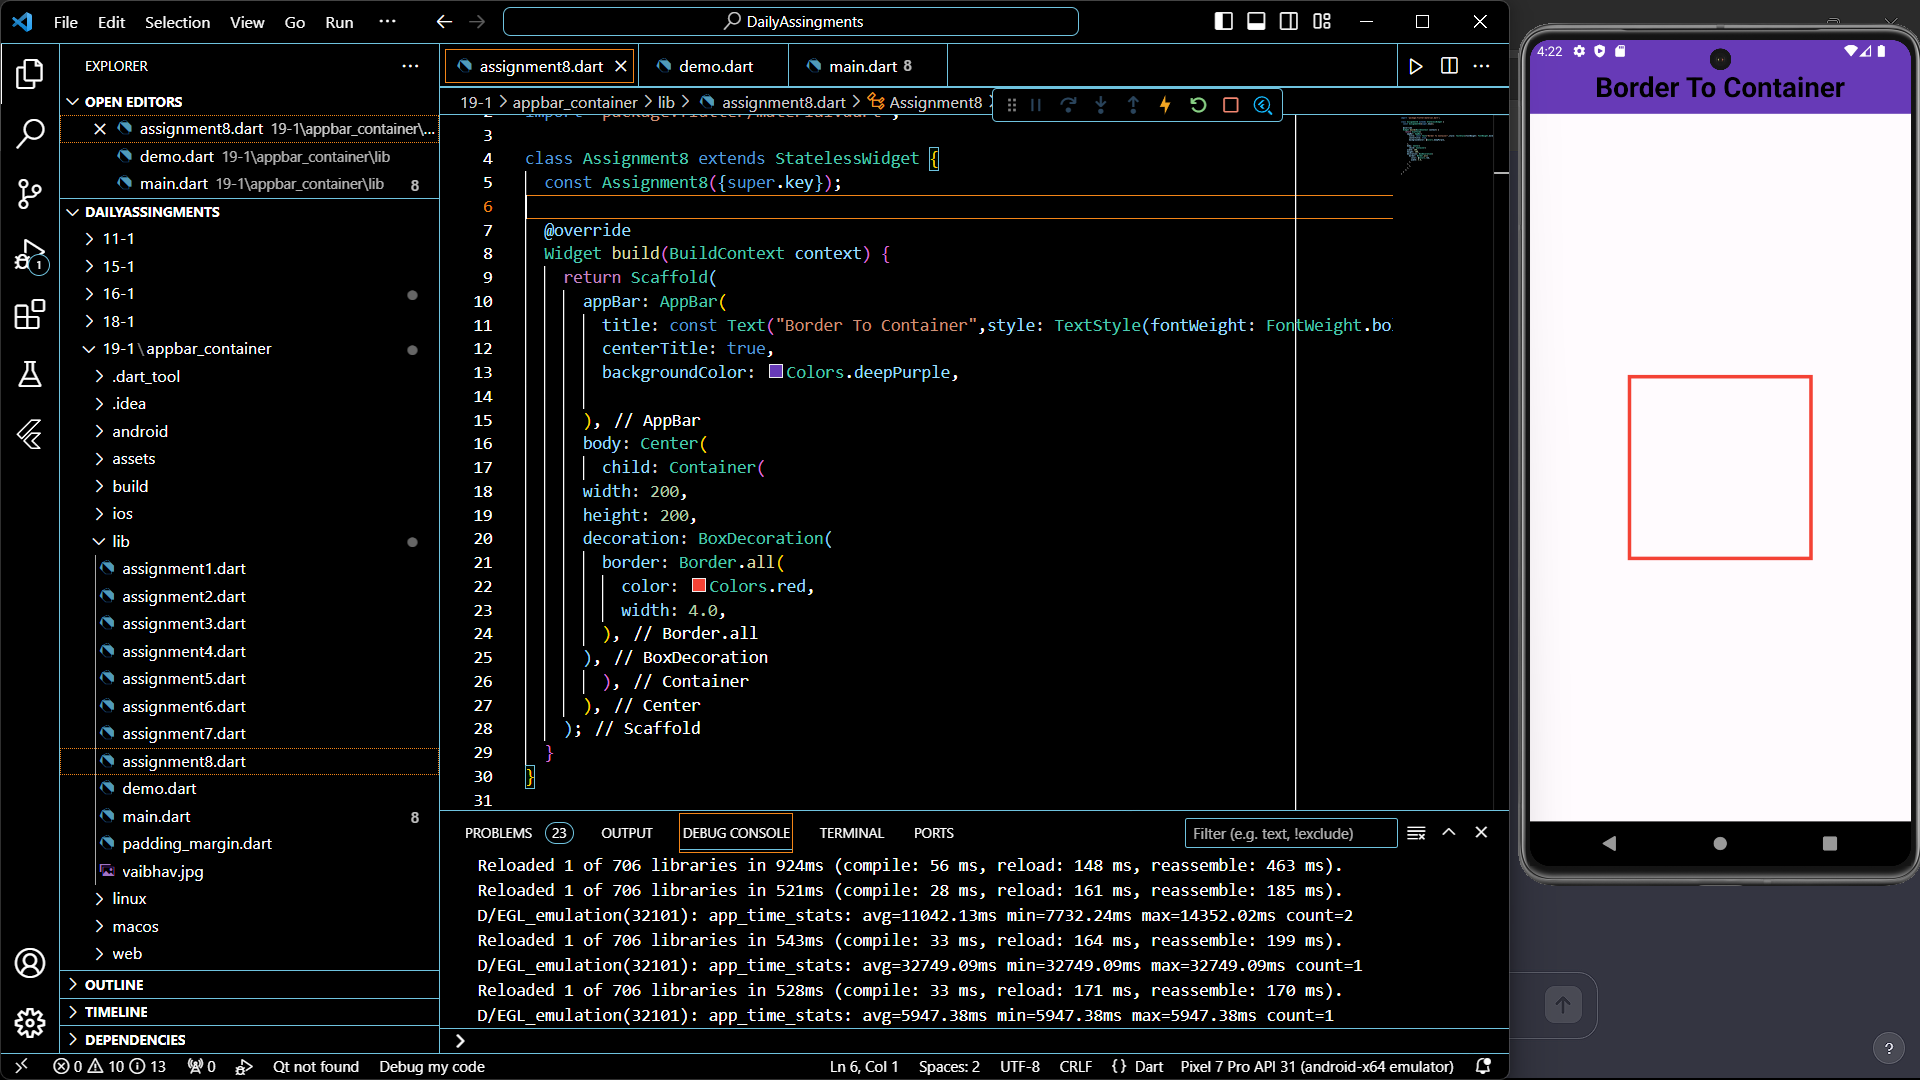 File Edit Selection View Go Run ··· DailyAssingments
EXPLORER
OPEN EDITORS
assignment8.dart 19-1\appbar_container\...
demo.dart 19-1\appbar_container\lib
main.dart 19-1\appbar_container\lib 8
DAILYASSINGMENTS
11-1
15-1
16-1
18-1
19-1\appbar_container
.dart_tool
.idea
android
assets
build
ios
lib
assignment1.dart
assignment2.dart
assignment3.dart
assignment4.dart
assignment5.dart
assignment6.dart
assignment7.dart
assignment8.dart
demo.dart
main.dart 8
padding_margin.dart
vaibhav.jpg
linux
macos
web
OUTLINE
TIMELINE
DEPENDENCIES
1
assignment8.dart demo.dart main.dart 8
19-1 > appbar_container > lib > assignment8.dart > Assignment8
3
4 class Assignment8 extends StatelessWidget {
5 const Assignment8({super.key});
6
7 @override
8 Widget build(BuildContext context) {
9 return Scaffold(
10 appBar: AppBar(
11 title: const Text("Border To Container",style: TextStyle(fontWeight: FontWeight.bo
12 centerTitle: true,
13 backgroundColor: Colors.deepPurple,
14
15 ), // AppBar
16 body: Center(
17 child: Container(
18 width: 200,
19 height: 200,
20 decoration: BoxDecoration(
21 border: Border.all(
22 color: Colors.red,
23 width: 4.0,
24 ), // Border.all
25 ), // BoxDecoration
26 ), // Container
27 ), // Center
28 ); // Scaffold
29 }
30 }
31
PROBLEMS 23 OUTPUT DEBUG CONSOLE TERMINAL PORTS Filter (e.g. text, !exclude)
Reloaded 1 of 706 libraries in 924ms (compile: 56 ms, reload: 148 ms, reassemble: 463 ms).
Reloaded 1 of 706 libraries in 521ms (compile: 28 ms, reload: 161 ms, reassemble: 185 ms).
D/EGL_emulation(32101): app_time_stats: avg=11042.13ms min=7732.24ms max=14352.02ms count=2
Reloaded 1 of 706 libraries in 543ms (compile: 33 ms, reload: 164 ms, reassemble: 199 ms).
D/EGL_emulation(32101): app_time_stats: avg=32749.09ms min=32749.09ms max=32749.09ms count=1
Reloaded 1 of 706 libraries in 528ms (compile: 33 ms, reload: 171 ms, reassemble: 170 ms).
D/EGL_emulation(32101): app_time_stats: avg=5947.38ms min=5947.38ms max=5947.38ms count=1
>
0 10 13 0 Qt not found Debug my code Ln 6, Col 1 Spaces: 2 UTF-8 CRLF {} Dart Pixel 7 Pro API 31 (android-x64 emulator)
4:22
Border To Container
?